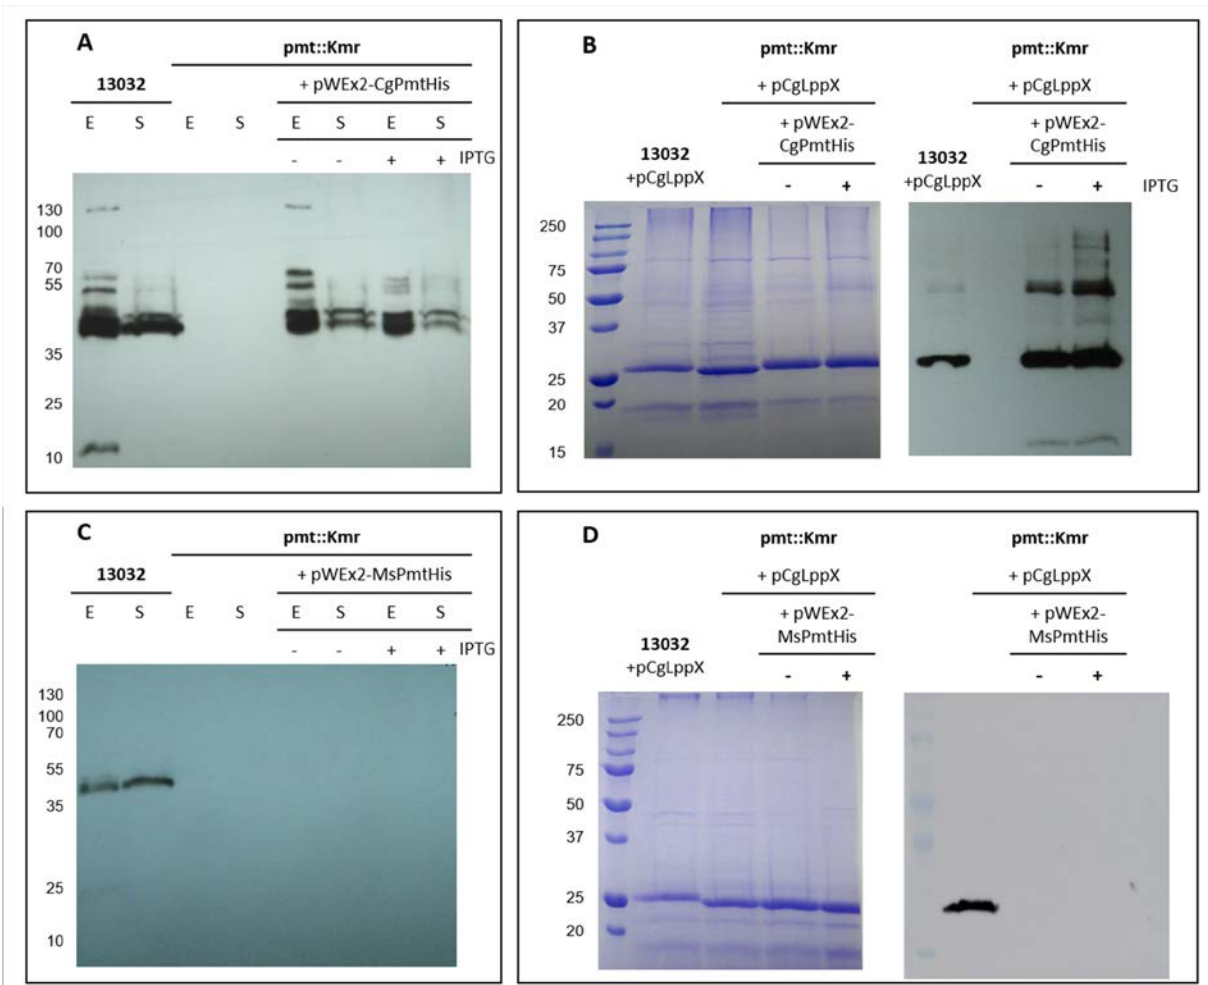 A
pmt::Kmr
13032
+ pWEx2-CgPmtHis
E S E S E S E S
- - + + IPTG
130
100
70
55
35
25
10
B
pmt::Kmr
pmt::Kmr
+ pCgLppX
+ pCgLppX
+ pWEx2-
CgPmtHis
+ pWEx2-
CgPmtHis
13032
+pCgLppX
13032
+pCgLppX
- +
- + IPTG
250
75
50
37
25
20
15
C
pmt::Kmr
13032
+ pWEx2-MsPmtHis
E S E S E S E S
- - + + IPTG
130
100
70
55
35
25
10
D
pmt::Kmr
pmt::Kmr
+ pCgLppX
+ pCgLppX
+ pWEx2-
MsPmtHis
+ pWEx2-
MsPmtHis
13032
+pCgLppX
- +
- +
250
75
50
37
25
20